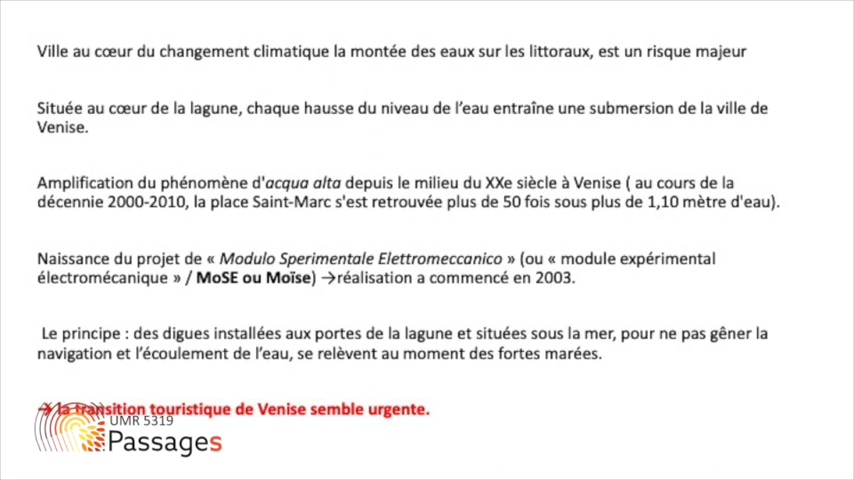 Ville au cœur du changement climatique la montée des eaux sur les littoraux, est un risque majeur
Située au cœur de la lagune, chaque hausse du niveau de l'eau entraîne une submersion de la ville de
Venise.
Amplification du phénomène d'acqua alta depuis le milieu du XXe siècle à Venise ( au cours de la
décennie 2000-2010, la place Saint-Marc s'est retrouvée plus de 50 fois sous plus de 1,10 mètre d'eau).
Naissance du projet de « Modulo Sperimentale Elettromeccanico » (ou « module expérimental
électromécanique » / MoSE ou Moïse) →réalisation a commencé en 2003.
Le principe : des digues installées aux portes de la lagune et situées sous la mer, pour ne pas gêner la
navigation et l'écoulement de l'eau, se relèvent au moment des fortes marées.
→ la transition touristique de Venise semble urgente.
UMR 5319
Passages